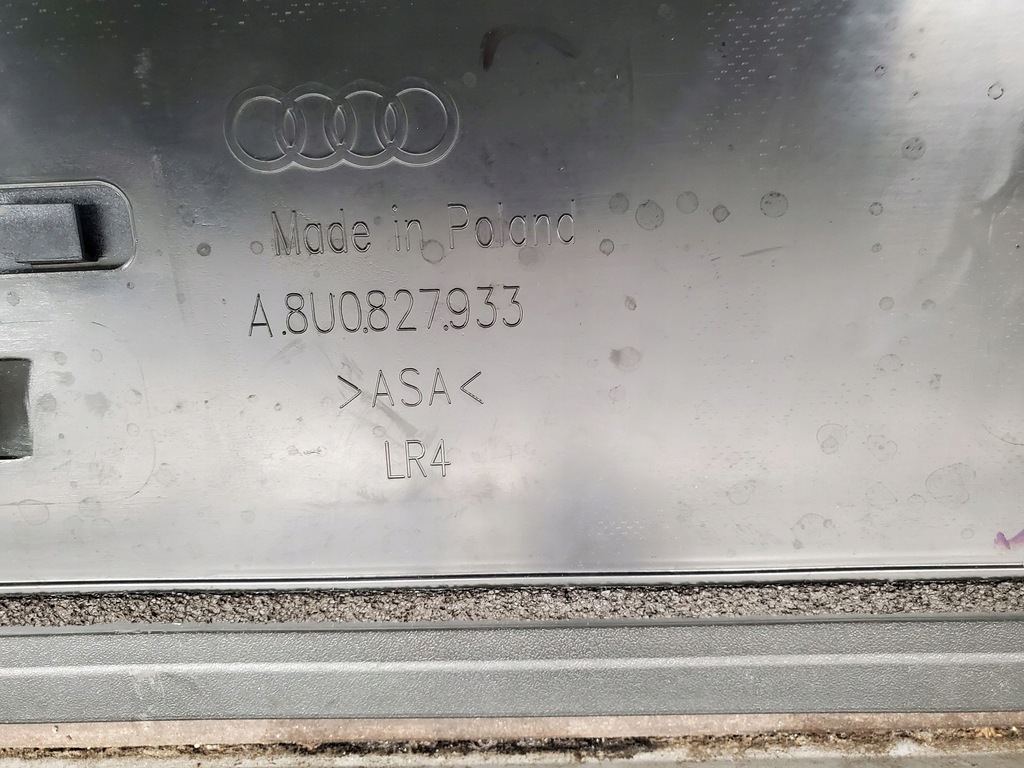 Made in Poland
A.8U0.827.933
>ASA<
LR4